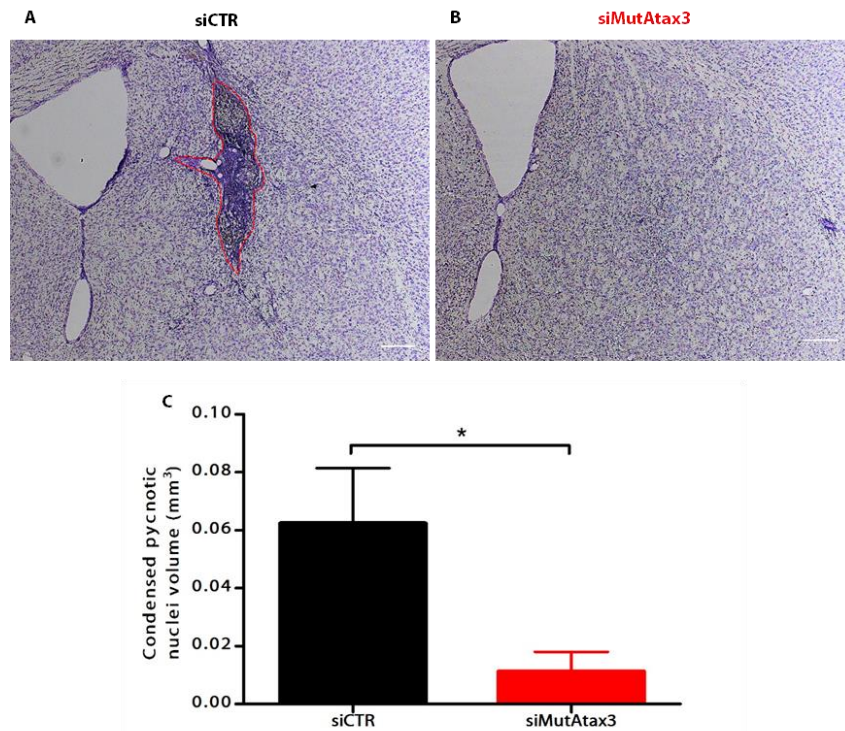 A
siCTR
B
siMutAtax3
C
Condensed pycnotic
nuclei volume (mm³)
0.10
0.08
0.06
0.04
0.02
0.00
*
siCTR
siMutAtax3